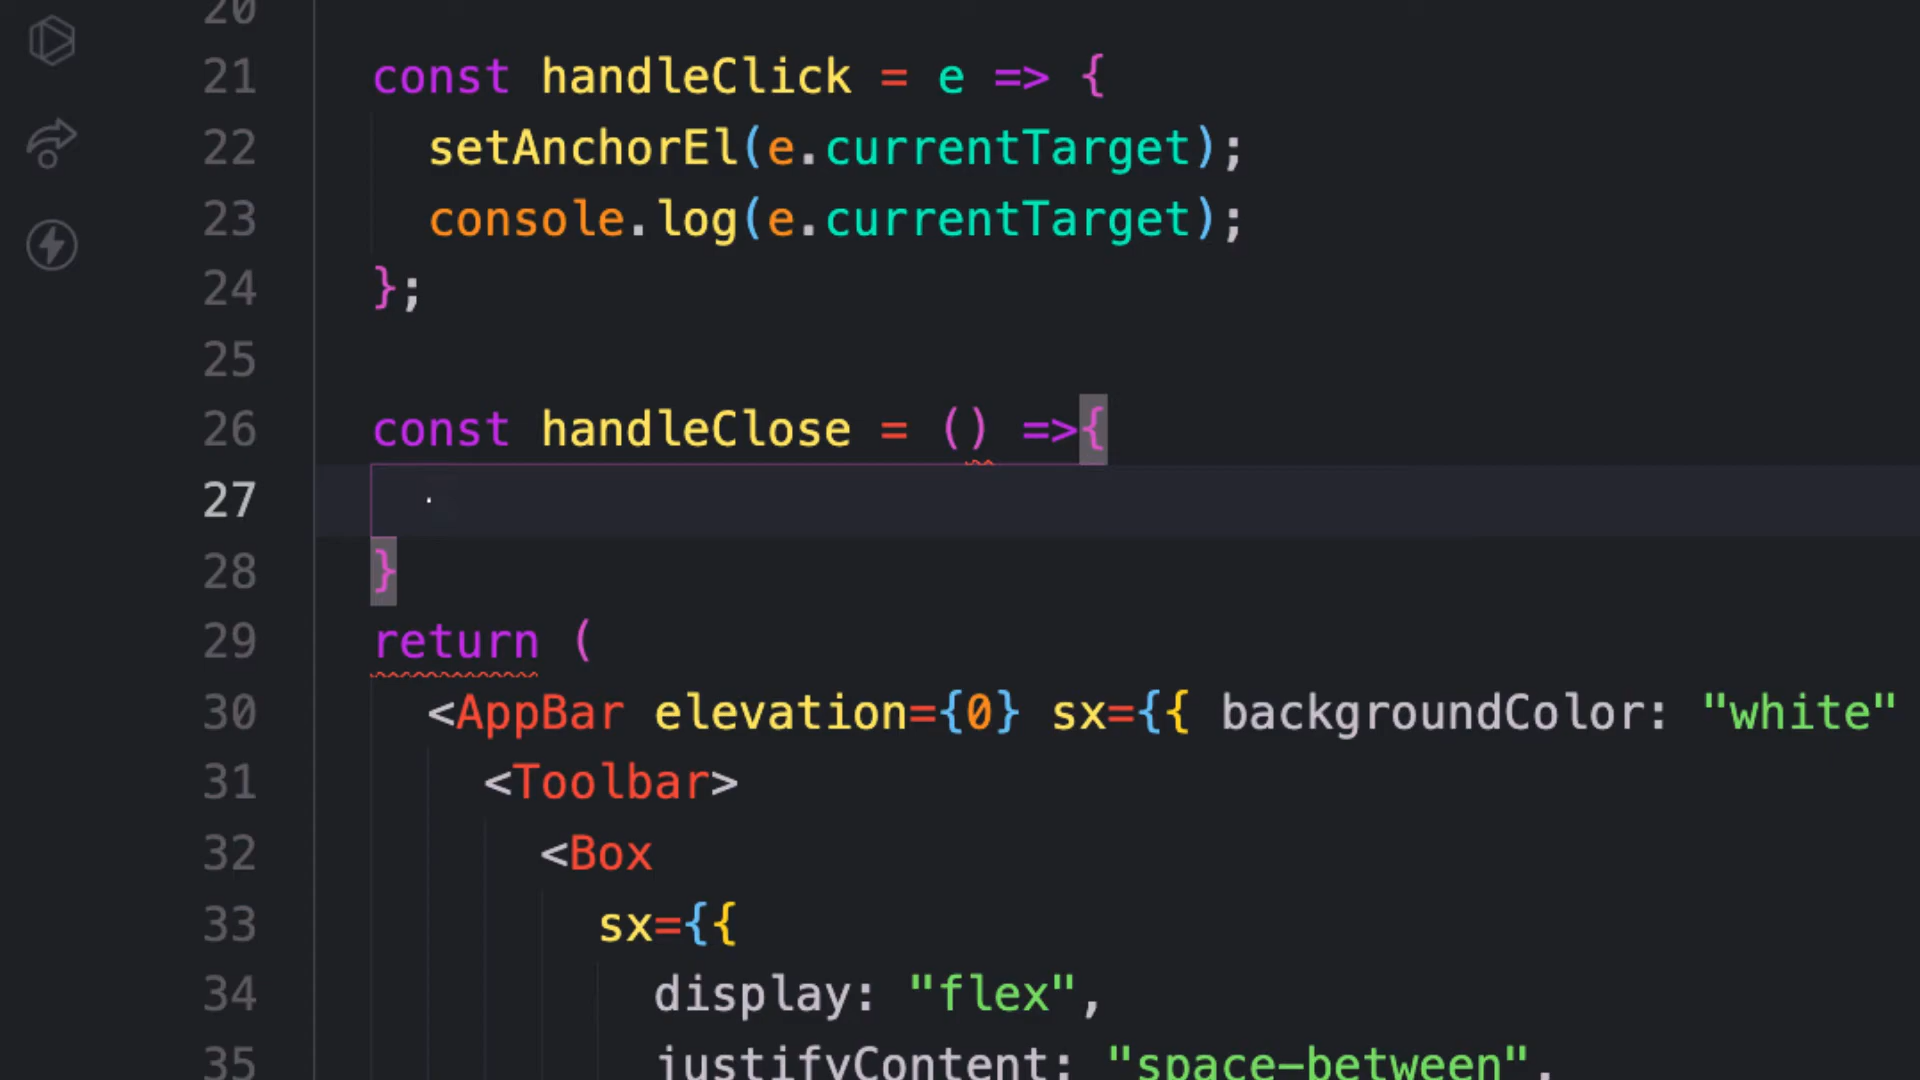 20
21 const handleClick = e => {
22 setAnchorEl(e.currentTarget);
23 console.log(e.currentTarget);
24 };
25
26 const handleClose = () =>{
27
28 }
29 return (
30 <AppBar elevation={0} sx={{ backgroundColor: "white"
31 <Toolbar>
32 <Box
33 sx={{
34 display: "flex",
35 justifyContent: "space-between",